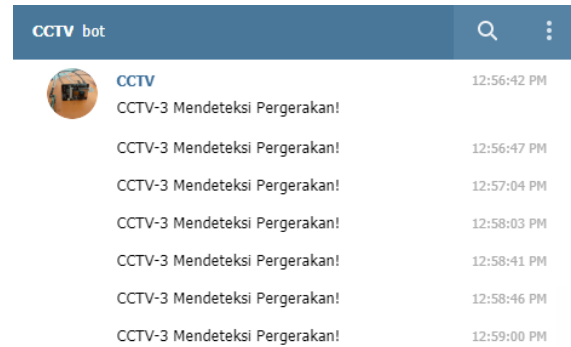 CCTV bot
CCTV 12:56:42 PM
CCTV-3 Mendeteksi Pergerakan!
CCTV-3 Mendeteksi Pergerakan! 12:56:47 PM
CCTV-3 Mendeteksi Pergerakan! 12:57:04 PM
CCTV-3 Mendeteksi Pergerakan! 12:58:03 PM
CCTV-3 Mendeteksi Pergerakan! 12:58:41 PM
CCTV-3 Mendeteksi Pergerakan! 12:58:46 PM
CCTV-3 Mendeteksi Pergerakan! 12:59:00 PM